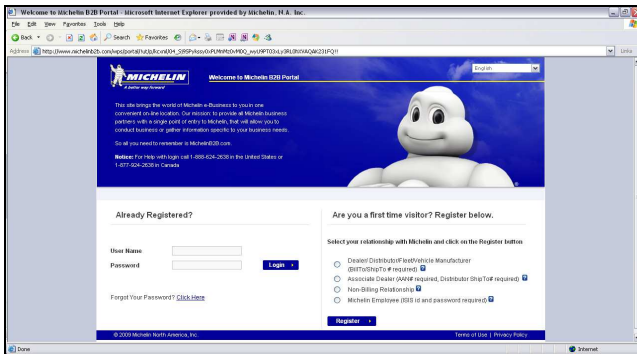 Welcome to Michelin B2B Portal - Microsoft Internet Explorer provided by Michelin, N.A. Inc.
File Edit View Favorites Tools Help
Back Search Favorites
Address Links
English
MICHELIN
A better way forward
Welcome to Michelin B2B Portal
This site brings the world of Michelin e-Business to you in one
convenient on-line location. Our mission: to provide all Michelin business
partners with a single point of entry to Michelin, that will allow you to
conduct business or gather information specific to your business needs.
So all you need to remember is MichelinB2B.com.
Notice: For Help with login call 1-888-624-2638 in the United States or
1-877-924-2638 in Canada
Already Registered?
User Name
Password
Login
Forgot Your Password? Click Here
Are you a first time visitor? Register below.
Select your relationship with Michelin and click on the Register button
Dealer/Distributor/Fleet/Vehicle Manufacturer
(BillTo/ShipTo # required) ?
Associate Dealer (AAN# required, Distributor ShipTo# required) ?
Non-Billing Relationship ?
Michelin Employee (ISIS id and password required) ?
Register
© 2009 Michelin North America, Inc. Terms of Use | Privacy Policy
Done Internet